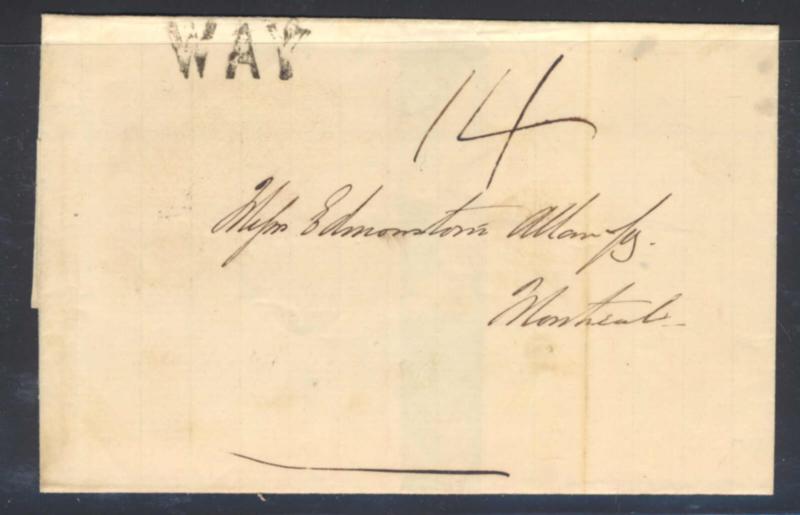 WAY
14
Messrs Edmonstone Allan & Co.
Montreal